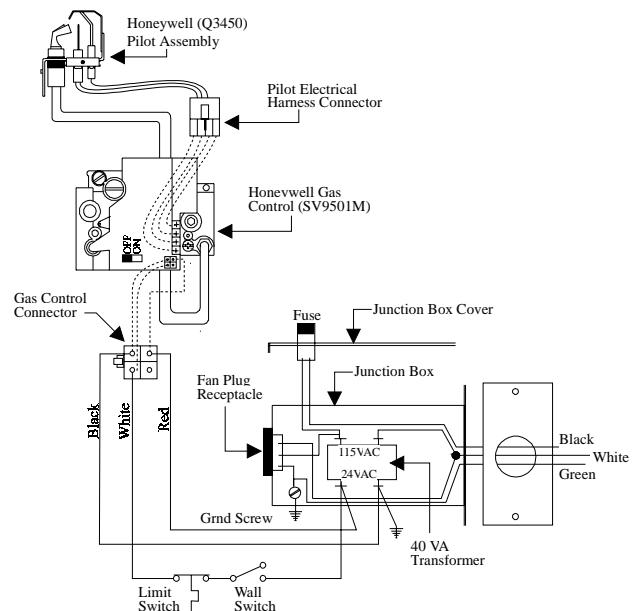 Honeywell (Q3450)
Pilot Assembly
Pilot Electrical
Harness Connector
Honevwell Gas
Control (SV9501M)
OFF
ON
Gas Control
Connector
Fuse
Junction Box Cover
Fan Plug
Receptacle
Junction Box
Black
White
Red
115VAC
24VAC
Black
White
Green
Grnd Screw
40 VA
Transformer
Limit
Switch
Wall
Switch